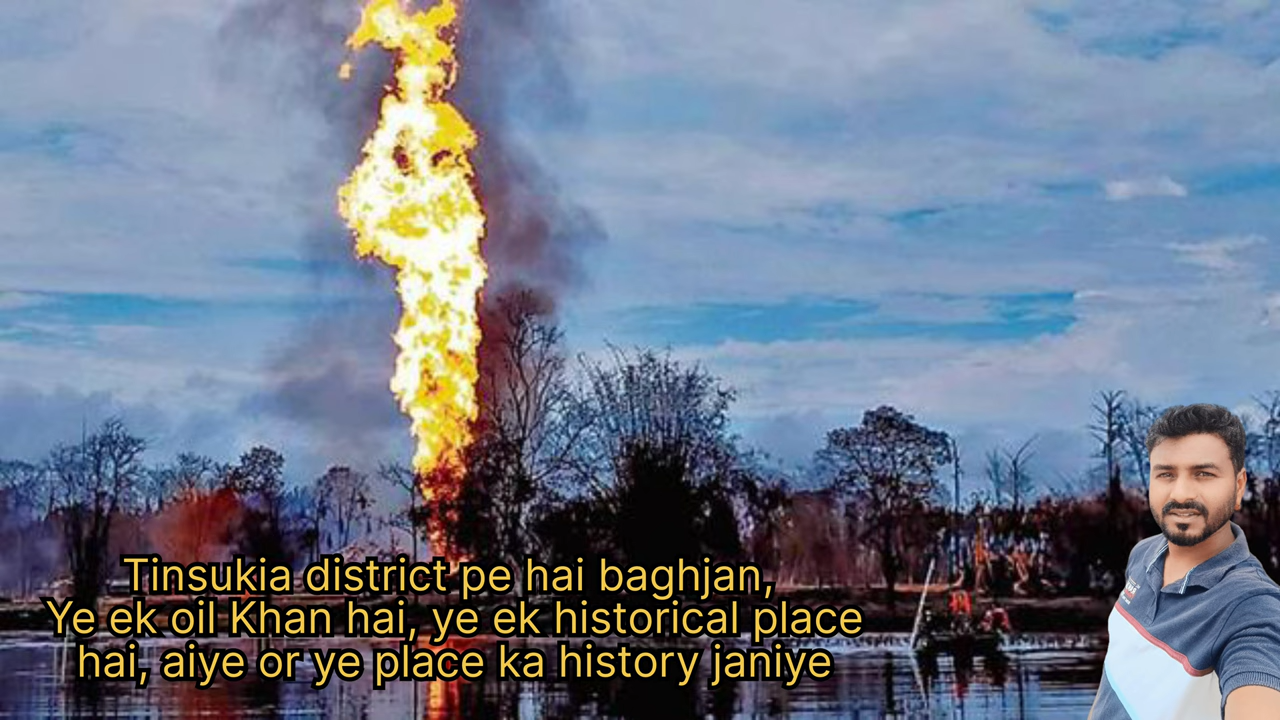 Tinsukia district pe hai baghjan,
Ye ek oil Khan hai, ye ek historical place
hai, aiye or ye place ka history janiye